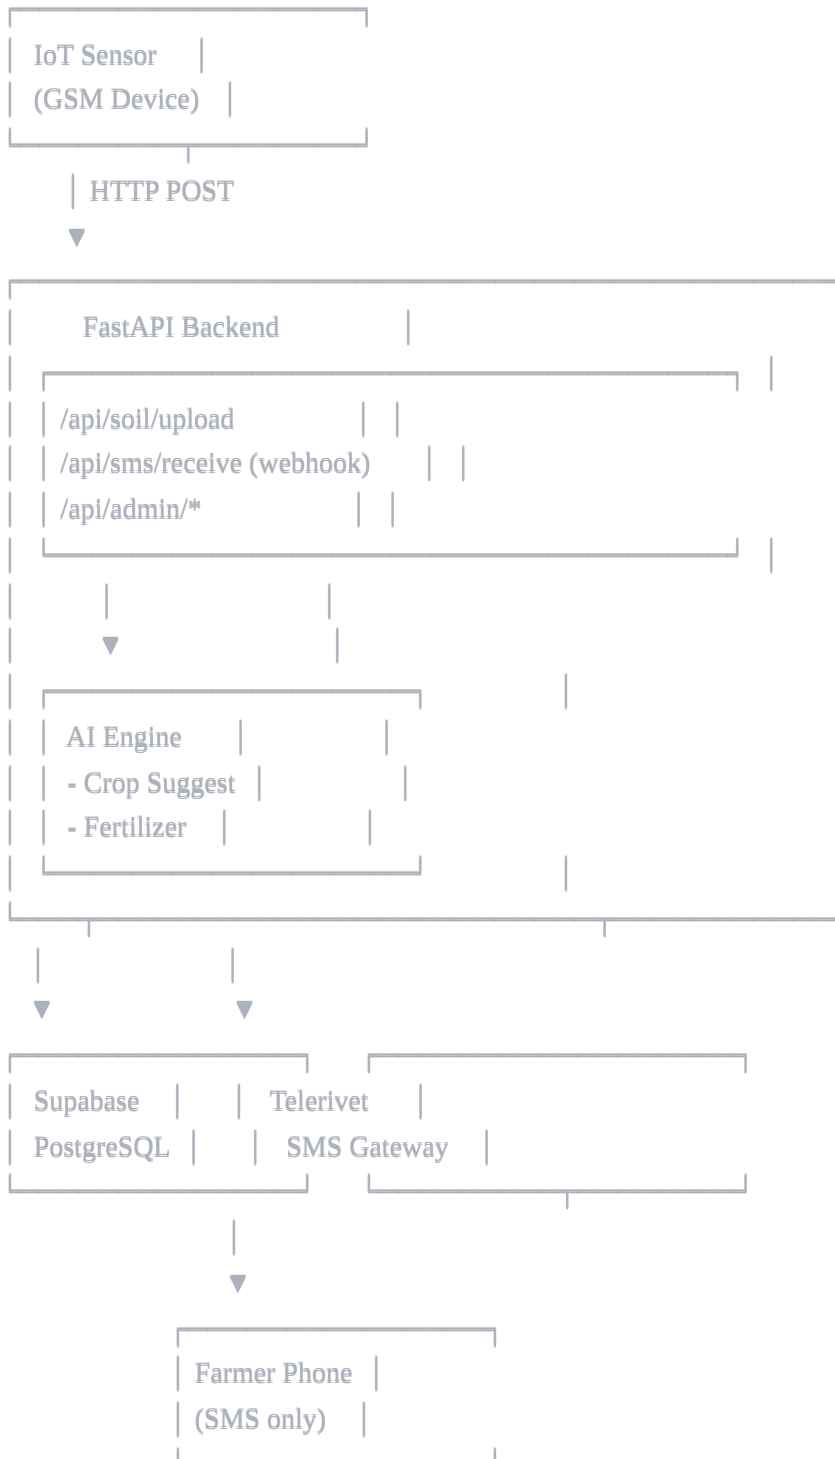 IoT Sensor
(GSM Device)
HTTP POST
FastAPI Backend
/api/soil/upload
/api/sms/receive (webhook)
/api/admin/*
AI Engine
- Crop Suggest
- Fertilizer
Supabase Telerivet
PostgreSQL SMS Gateway
Farmer Phone
(SMS only)